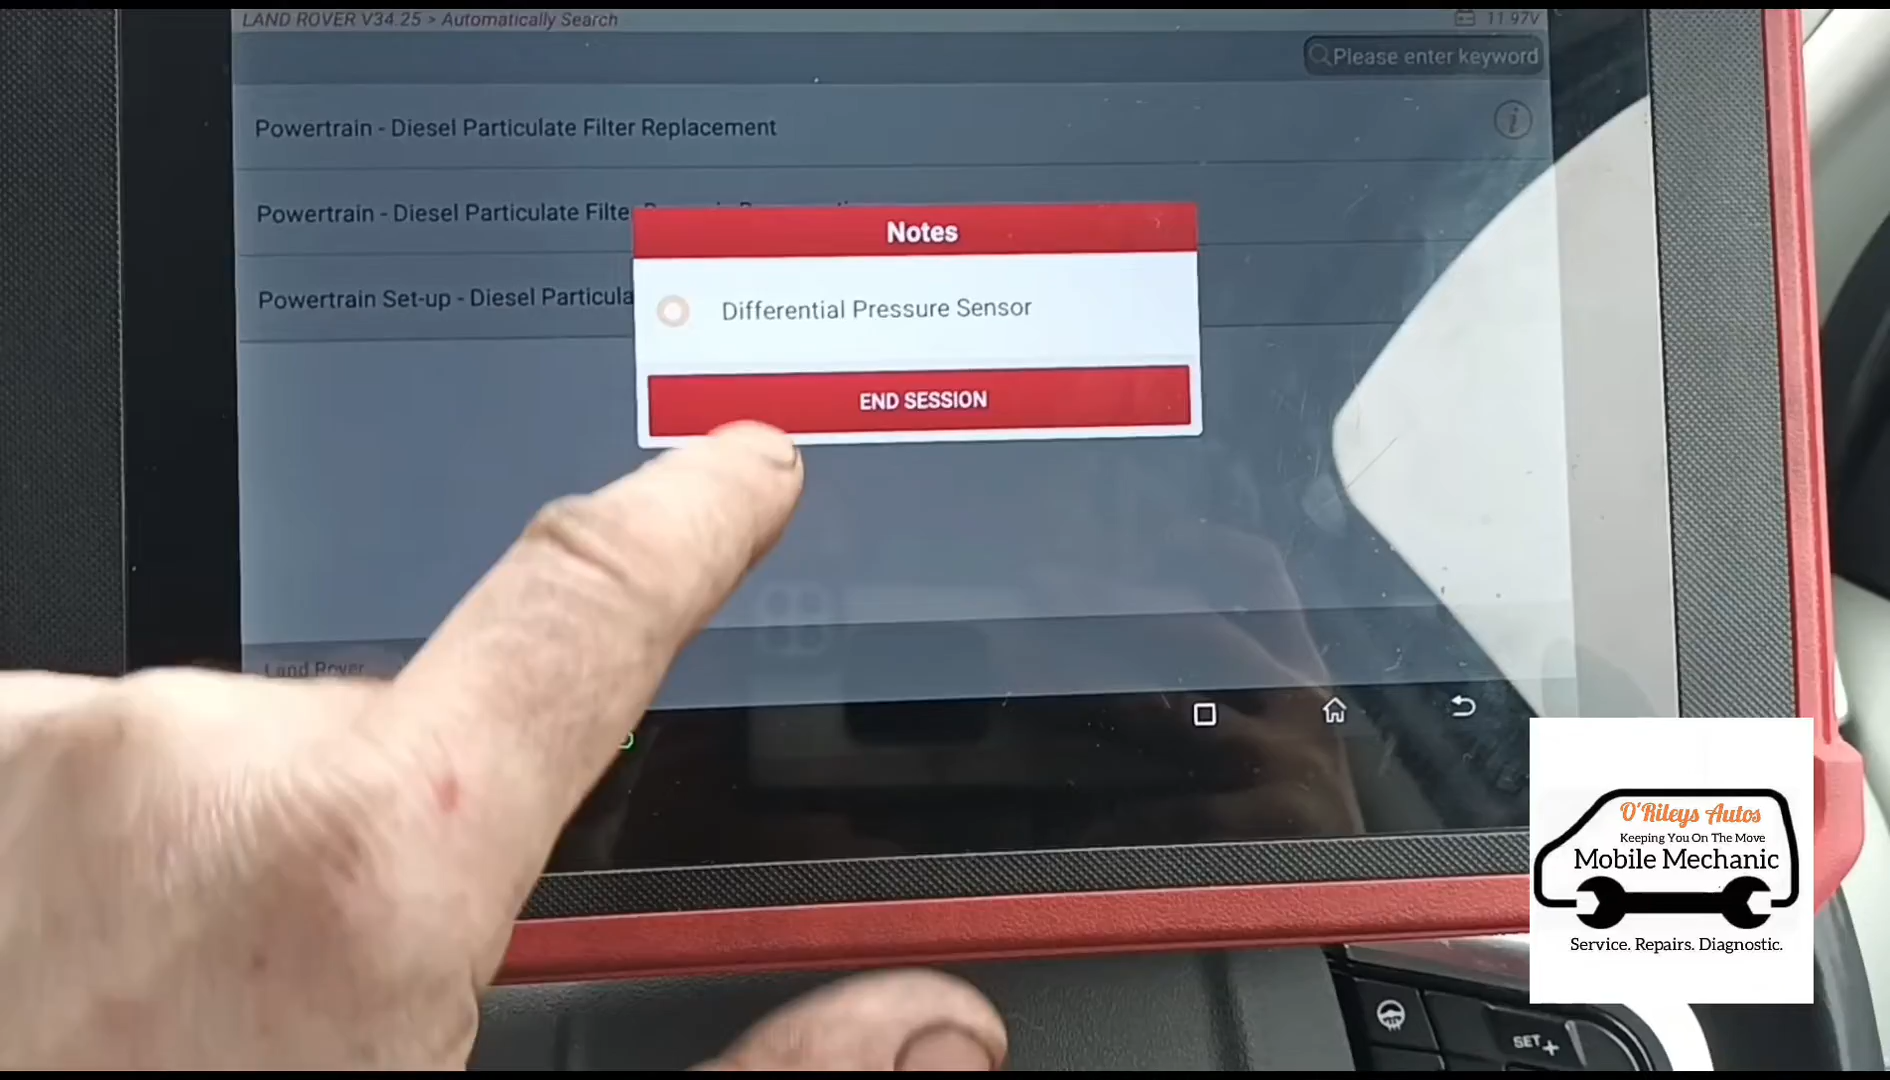 LAND ROVER V34.25 > Automatically Search
11.97V
Please enter keyword
Powertrain - Diesel Particulate Filter Replacement
Powertrain - Diesel Particulate Filte
Powertrain Set-up - Diesel Particula
Notes
Differential Pressure Sensor
END SESSION
Land Rover
O'Rileys Autos
Keeping You On The Move
Mobile Mechanic
Service. Repairs. Diagnostic.
SET+